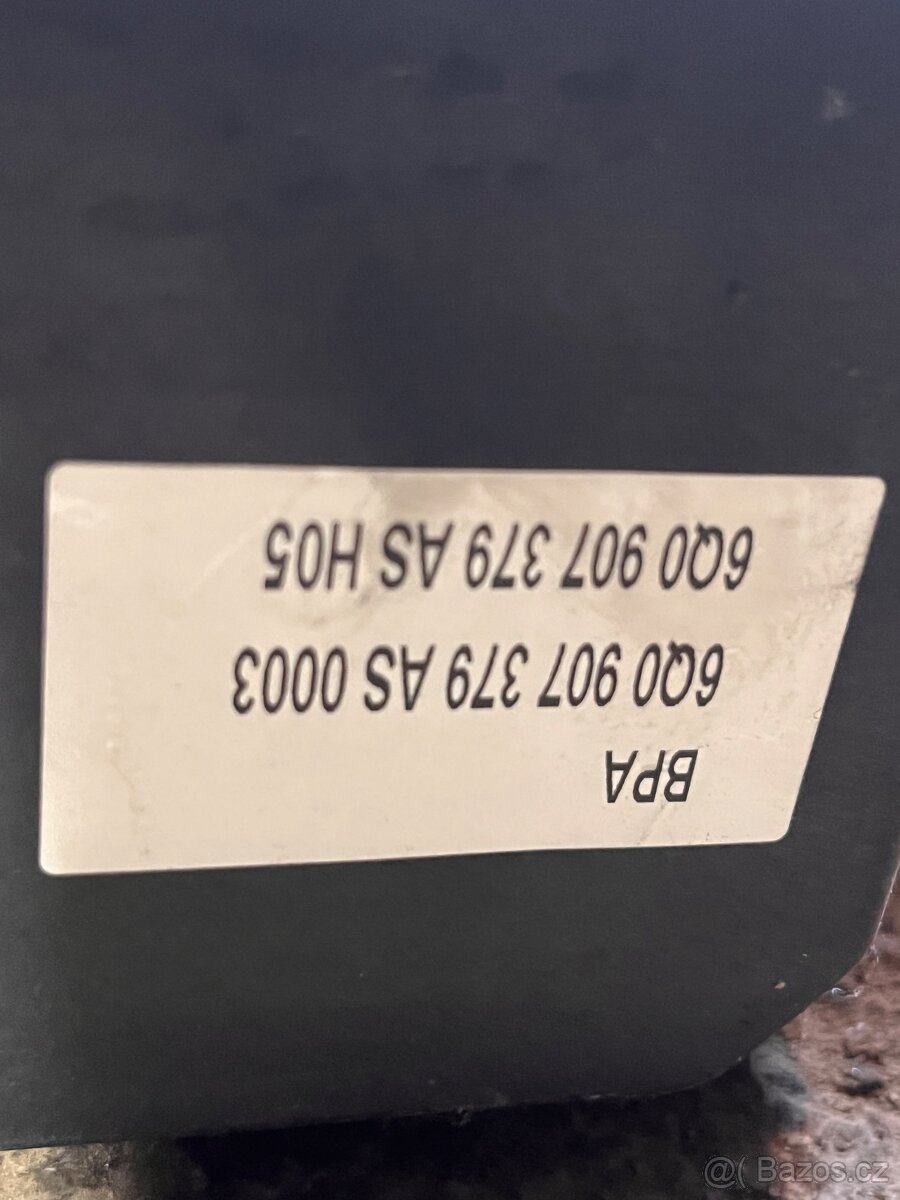 BPA
6Q0 907 379 AS 0003
6Q0 907 379 AS H05
@( Bazos.cz